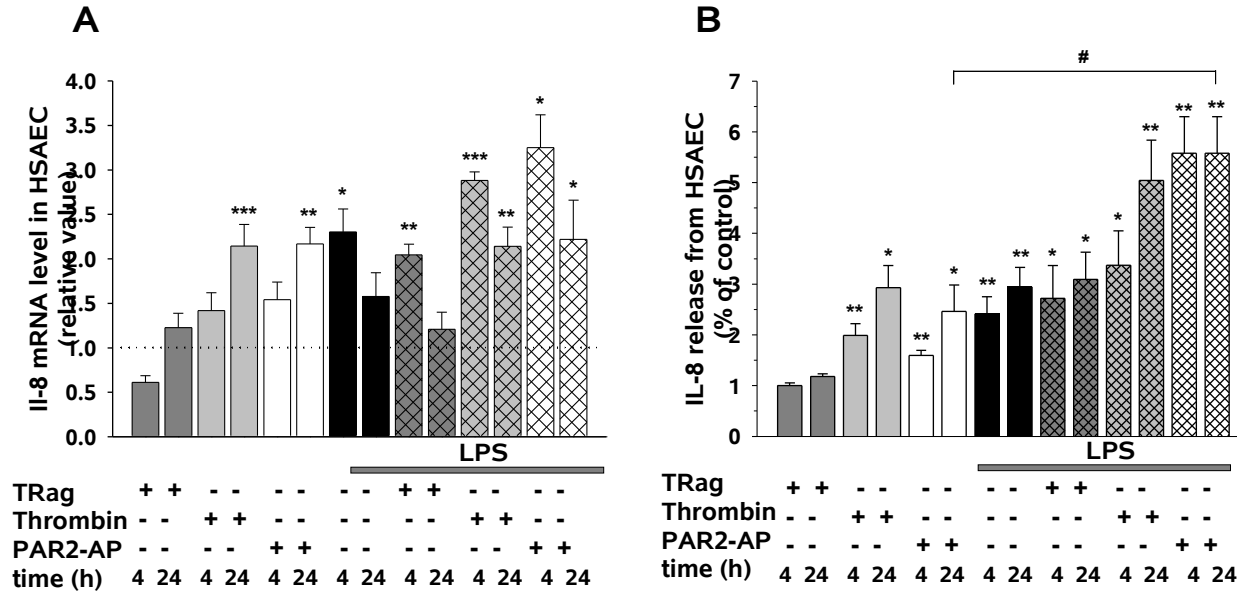 A
Il-8 mRNA level in HSAEC
(relative value)
4.0
3.5
3.0
2.5
2.0
1.5
1.0
0.5
0.0
*** ** * ** *** ** * *
LPS
TRag + + - - - - - - + + - - - -
Thrombin - - + + - - - - - - + + - -
PAR2-AP - - - - + + - - - - - - + +
time (h) 4 24 4 24 4 24 4 24 4 24 4 24 4 24
B
#
IL-8 release from HSAEC
(% of control)
7
6
5
4
3
2
1
0
** * ** * ** ** * * * ** ** **
LPS
TRag + + - - - - - - + + - - - -
Thrombin - - + + - - - - - - + + - -
PAR2-AP - - - - + + - - - - - - + +
time (h) 4 24 4 24 4 24 4 24 4 24 4 24 4 24